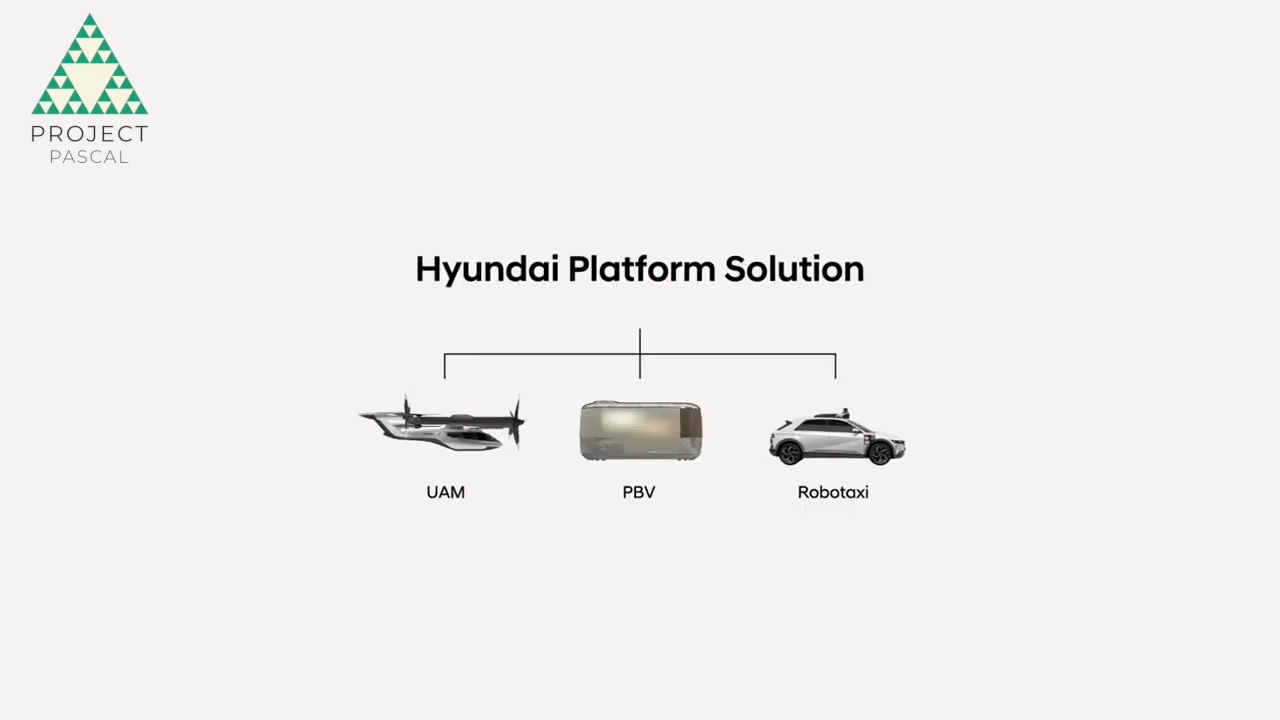 PROJECT
PASCAL
Hyundai Platform Solution
UAM
PBV
Robotaxi